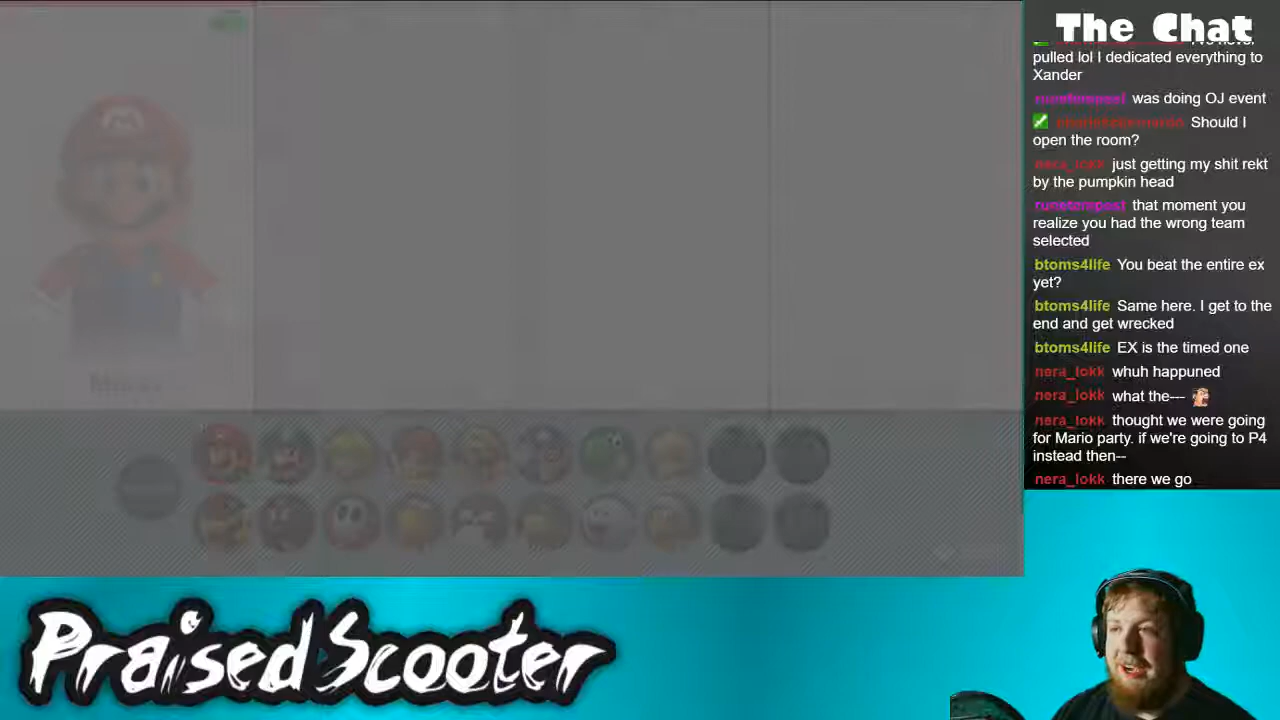 The Chat
pulled lol I dedicated everything to
Xander
runetempest was doing OJ event
Should I
open the room?
nera_lokk just getting my shit rekt
by the pumpkin head
runetempest that moment you
realize you had the wrong team
selected
btoms4life You beat the entire ex
yet?
btoms4life Same here. I get to the
end and get wrecked
btoms4life EX is the timed one
nera_lokk whuh happuned
nera_lokk what the---
nera_lokk thought we were going
for Mario party. if we're going to P4
instead then--
nera_lokk there we go
Mario
PraisedScooter